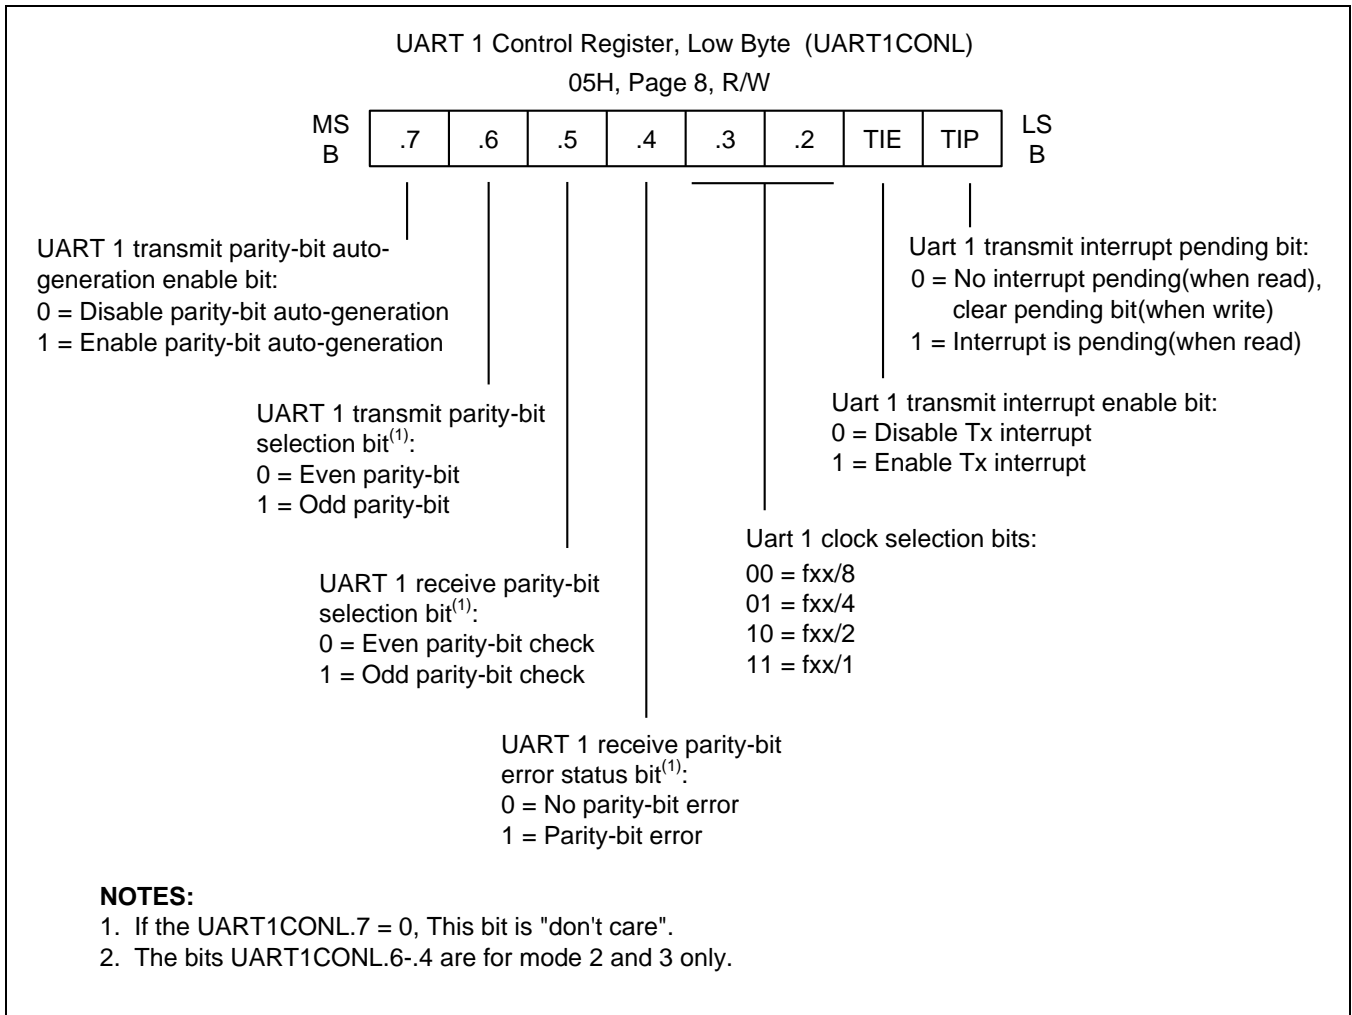 UART 1 Control Register, Low Byte (UART1CONL)
05H, Page 8, R/W
MS
B
.7 .6 .5 .4 .3 .2 TIE TIP
LS
B
UART 1 transmit parity-bit auto-
generation enable bit:
0 = Disable parity-bit auto-generation
1 = Enable parity-bit auto-generation
Uart 1 transmit interrupt pending bit:
0 = No interrupt pending(when read),
clear pending bit(when write)
1 = Interrupt is pending(when read)
UART 1 transmit parity-bit
selection bit(1):
0 = Even parity-bit
1 = Odd parity-bit
Uart 1 transmit interrupt enable bit:
0 = Disable Tx interrupt
1 = Enable Tx interrupt
UART 1 receive parity-bit
selection bit(1):
0 = Even parity-bit check
1 = Odd parity-bit check
Uart 1 clock selection bits:
00 = fxx/8
01 = fxx/4
10 = fxx/2
11 = fxx/1
UART 1 receive parity-bit
error status bit(1):
0 = No parity-bit error
1 = Parity-bit error
NOTES:
1. If the UART1CONL.7 = 0, This bit is "don't care".
2. The bits UART1CONL.6-.4 are for mode 2 and 3 only.